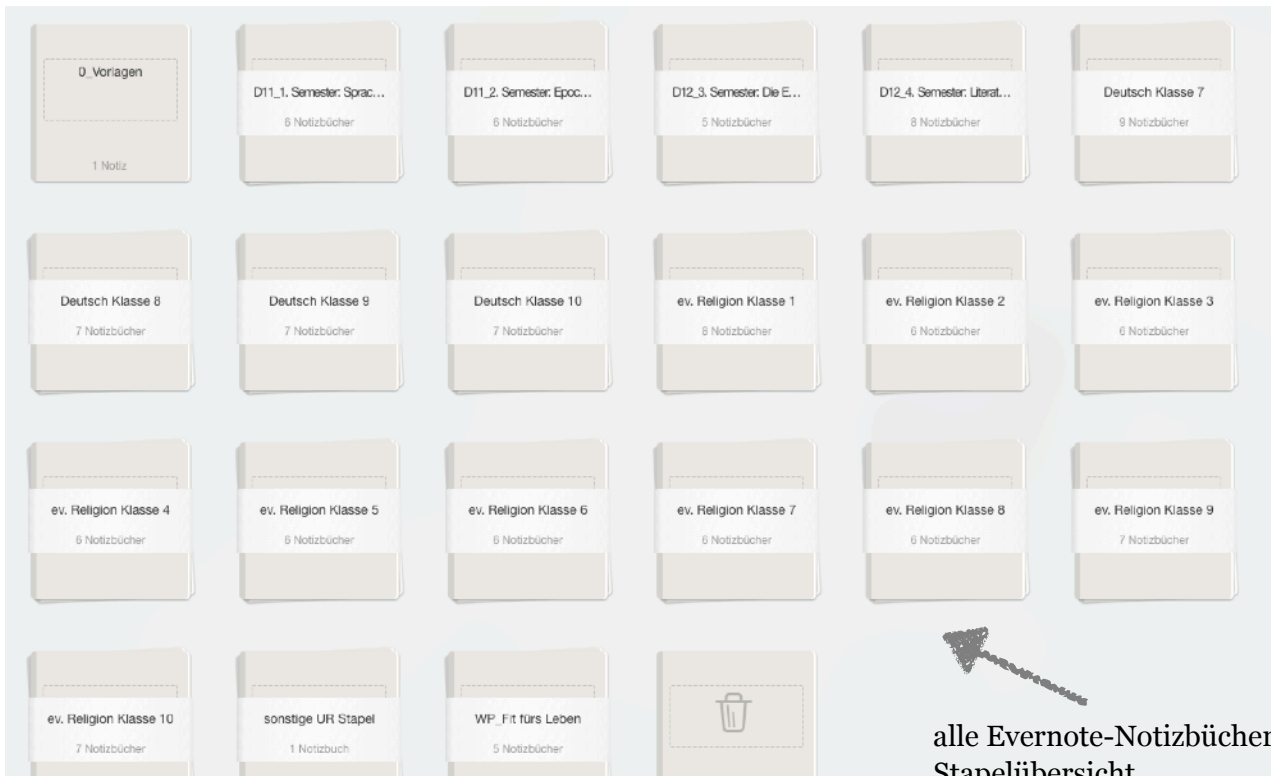 0_Vorlagen
1 Notiz
D11_1. Semester: Sprac...
6 Notizbücher
D11_2. Semester: Epoc...
6 Notizbücher
D12_3. Semester: Die E...
5 Notizbücher
D12_4. Semester: Literat...
8 Notizbücher
Deutsch Klasse 7
9 Notizbücher
Deutsch Klasse 8
7 Notizbücher
Deutsch Klasse 9
7 Notizbücher
Deutsch Klasse 10
7 Notizbücher
ev. Religion Klasse 1
8 Notizbücher
ev. Religion Klasse 2
6 Notizbücher
ev. Religion Klasse 3
6 Notizbücher
ev. Religion Klasse 4
6 Notizbücher
ev. Religion Klasse 5
6 Notizbücher
ev. Religion Klasse 6
6 Notizbücher
ev. Religion Klasse 7
6 Notizbücher
ev. Religion Klasse 8
6 Notizbücher
ev. Religion Klasse 9
7 Notizbücher
ev. Religion Klasse 10
7 Notizbücher
sonstige UR Stapel
1 Notizbuch
WP_Fit fürs Leben
5 Notizbücher
alle Evernote-Notizbücher
Stapelübersicht